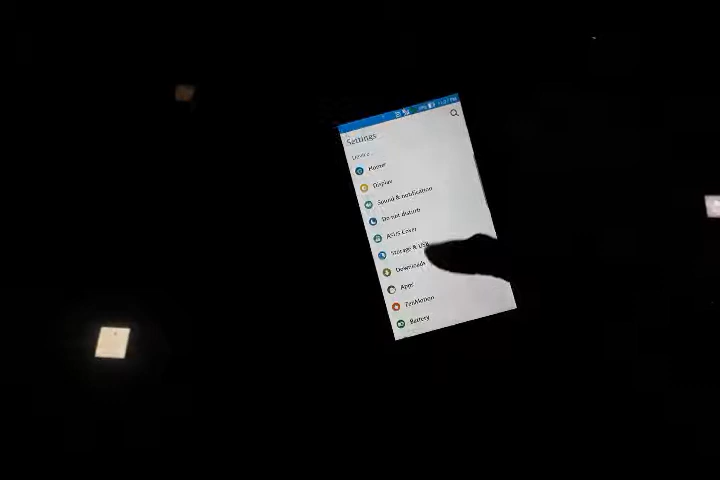 Settings
Device
Home
Display
Sound & notification
Do not disturb
ASUS Cover
Storage & USB
Downloads
Apps
ZenMotion
Battery